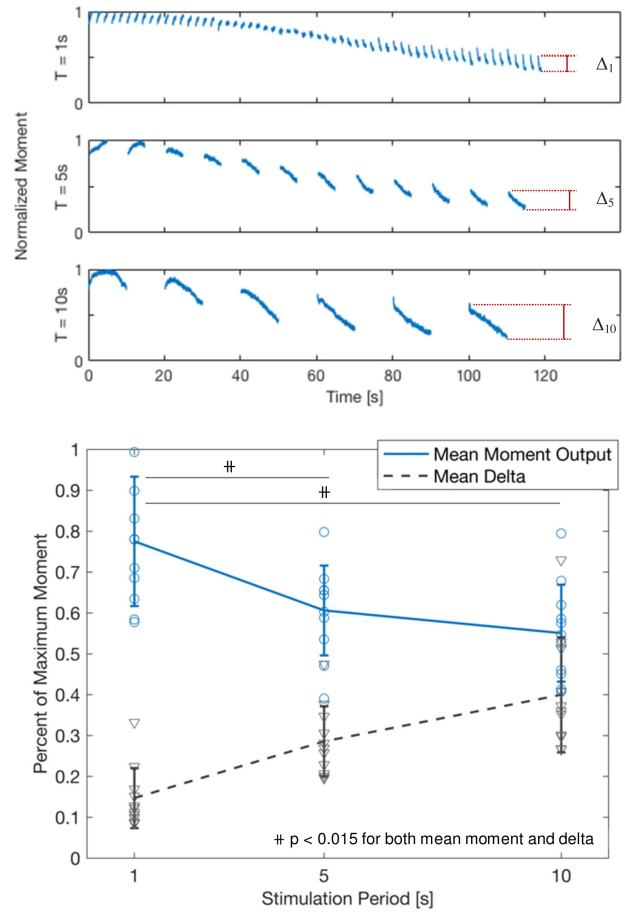 Normalized Moment
T = 1s
1
0
Δ1
T = 5s
1
0
Δ5
T = 10s
1
0
Δ10
0 20 40 60 80 100 120
Time [s]
Mean Moment Output
Mean Delta
⧺
⧺
Percent of Maximum Moment
1
0.9
0.8
0.7
0.6
0.5
0.4
0.3
0.2
0.1
0
⧺ p < 0.015 for both mean moment and delta
1 5 10
Stimulation Period [s]